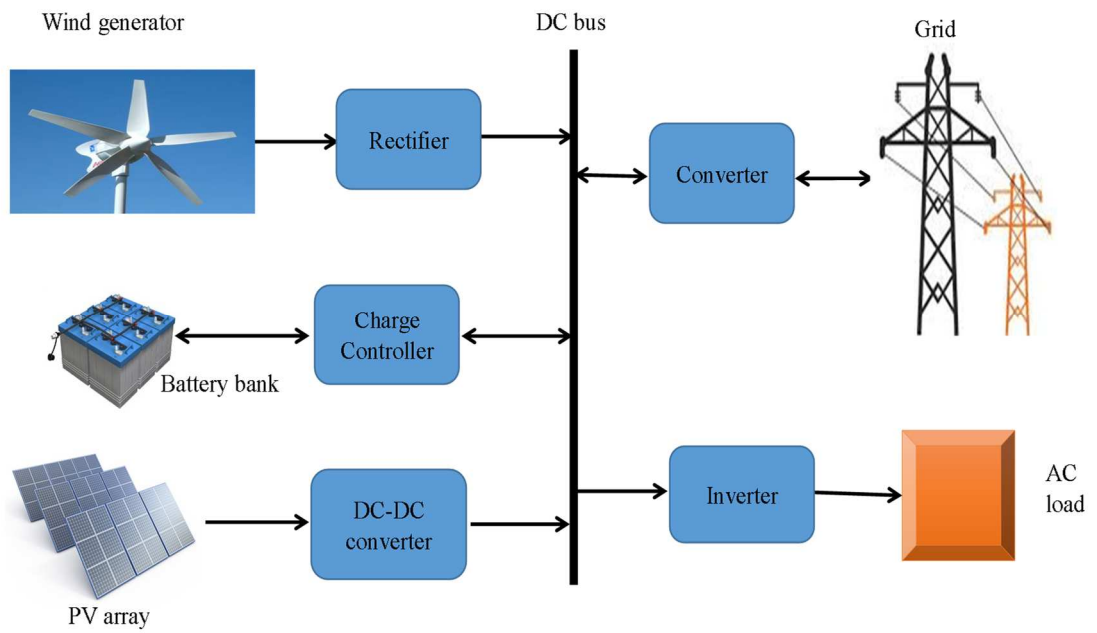 Wind generator
DC bus
Grid
Rectifier
Converter
Charge
Controller
Battery bank
DC-DC
converter
Inverter
AC
load
PV array